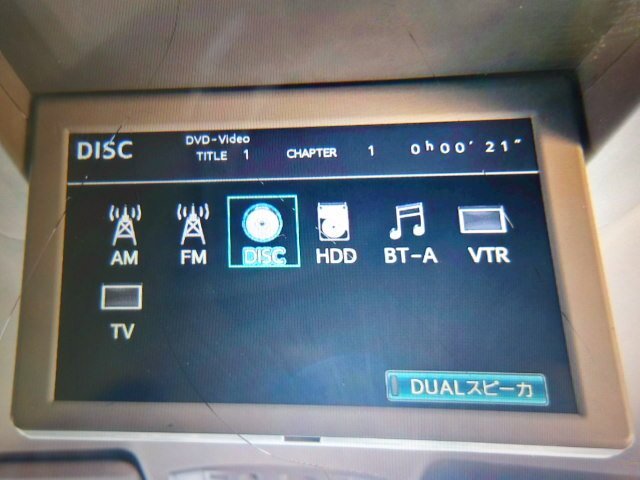 DISC
DVD-Video
TITLE 1 CHAPTER 1 0h00'21"
AM FM DISC HDD BT-A VTR
TV
DUALスピーカ